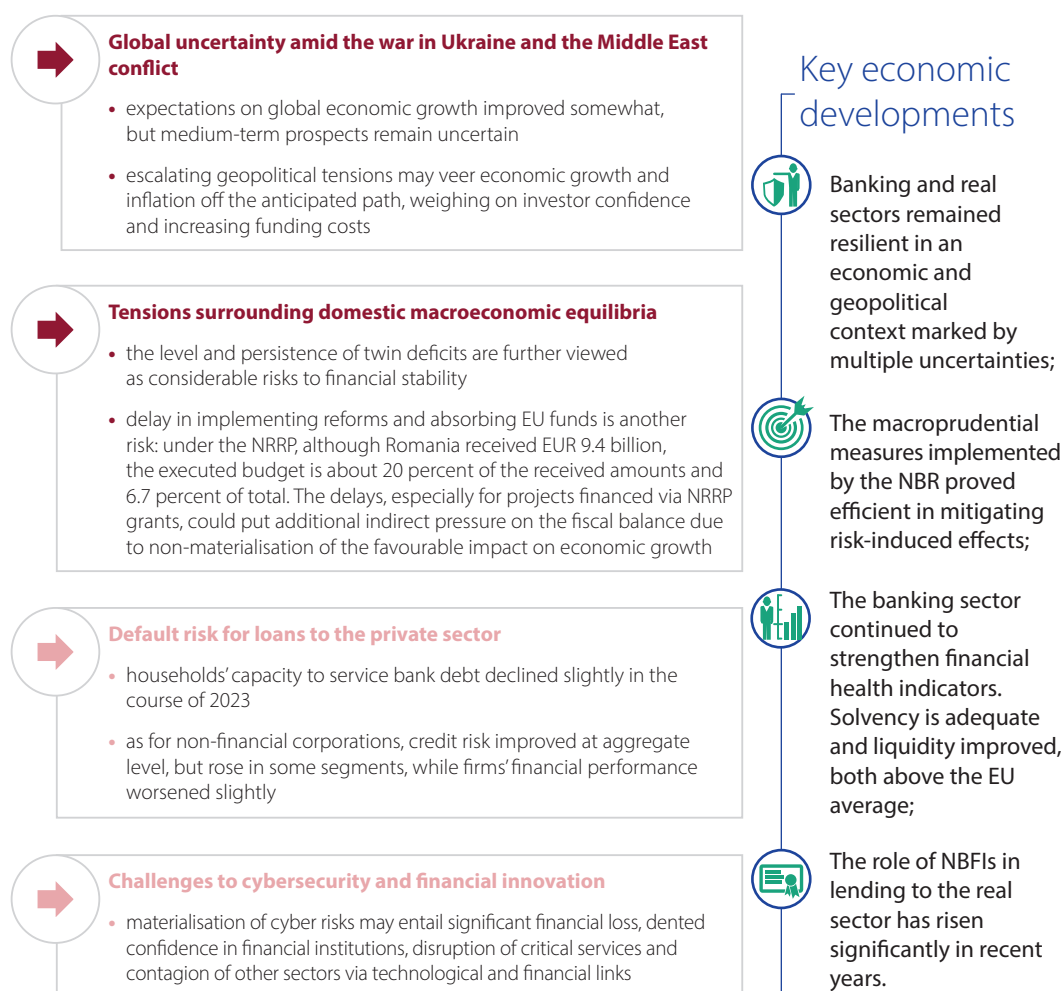 Global uncertainty amid the war in Ukraine and the Middle East
conflict
• expectations on global economic growth improved somewhat,
but medium-term prospects remain uncertain
• escalating geopolitical tensions may veer economic growth and
inflation off the anticipated path, weighing on investor confidence
and increasing funding costs
Tensions surrounding domestic macroeconomic equilibria
• the level and persistence of twin deficits are further viewed
as considerable risks to financial stability
• delay in implementing reforms and absorbing EU funds is another
risk: under the NRRP, although Romania received EUR 9.4 billion,
the executed budget is about 20 percent of the received amounts and
6.7 percent of total. The delays, especially for projects financed via NRRP
grants, could put additional indirect pressure on the fiscal balance due
to non-materialisation of the favourable impact on economic growth
Default risk for loans to the private sector
• households' capacity to service bank debt declined slightly in the
course of 2023
• as for non-financial corporations, credit risk improved at aggregate
level, but rose in some segments, while firms' financial performance
worsened slightly
Challenges to cybersecurity and financial innovation
• materialisation of cyber risks may entail significant financial loss, dented
confidence in financial institutions, disruption of critical services and
contagion of other sectors via technological and financial links
Key economic
developments
Banking and real
sectors remained
resilient in an
economic and
geopolitical
context marked by
multiple uncertainties;
The macroprudential
measures implemented
by the NBR proved
efficient in mitigating
risk-induced effects;
The banking sector
continued to
strengthen financial
health indicators.
Solvency is adequate
and liquidity improved,
both above the EU
average;
The role of NBFIs in
lending to the real
sector has risen
significantly in recent
years.